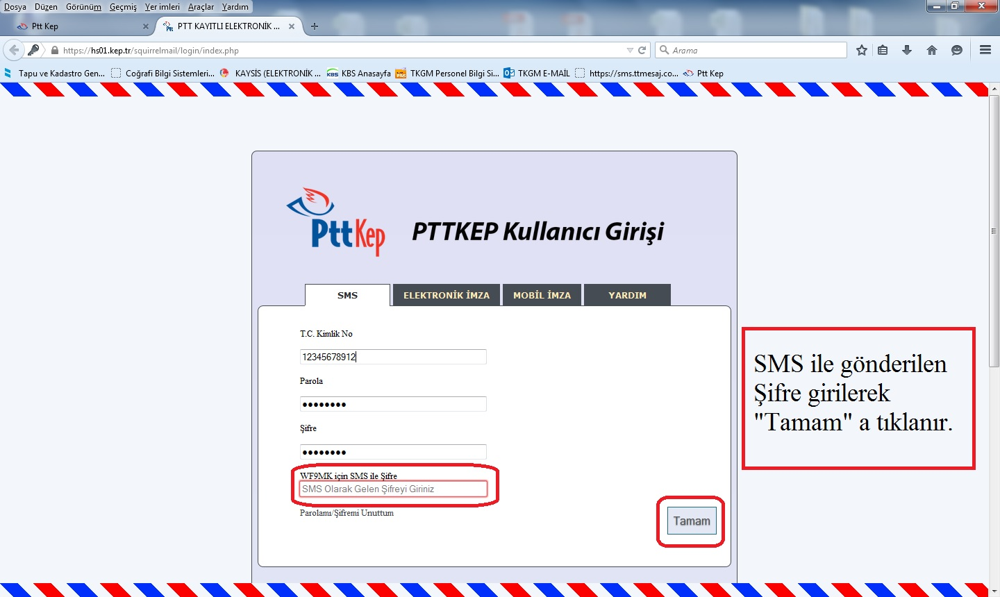 Dosya Düzen Görünüm Geçmiş Yer imleri Araçlar Yardım
Ptt Kep
PTT KAYITLI ELEKTRONİK ...
https://hs01.kep.tr/squirrelmail/login/index.php
Arama
Tapu ve Kadastro Gen... Coğrafi Bilgi Sistemleri... KAYSİS (ELEKTRONİK ... KBS KBS Anasayfa TKGM Personel Bilgi Si... TKGM E-MAİL https://sms.ttmesaj.co... Ptt Kep
PttKep
PTTKEP Kullanıcı Girişi
SMS ELEKTRONİK İMZA MOBİL İMZA YARDIM
T.C. Kimlik No
12345678912
Parola
●●●●●●●●
Şifre
●●●●●●●●
WF9MK için SMS ile Şifre
SMS Olarak Gelen Şifreyi Giriniz
Parolamı/Şifremi Unuttum
Tamam
SMS ile gönderilen
Şifre girilerek
"Tamam" a tıklanır.